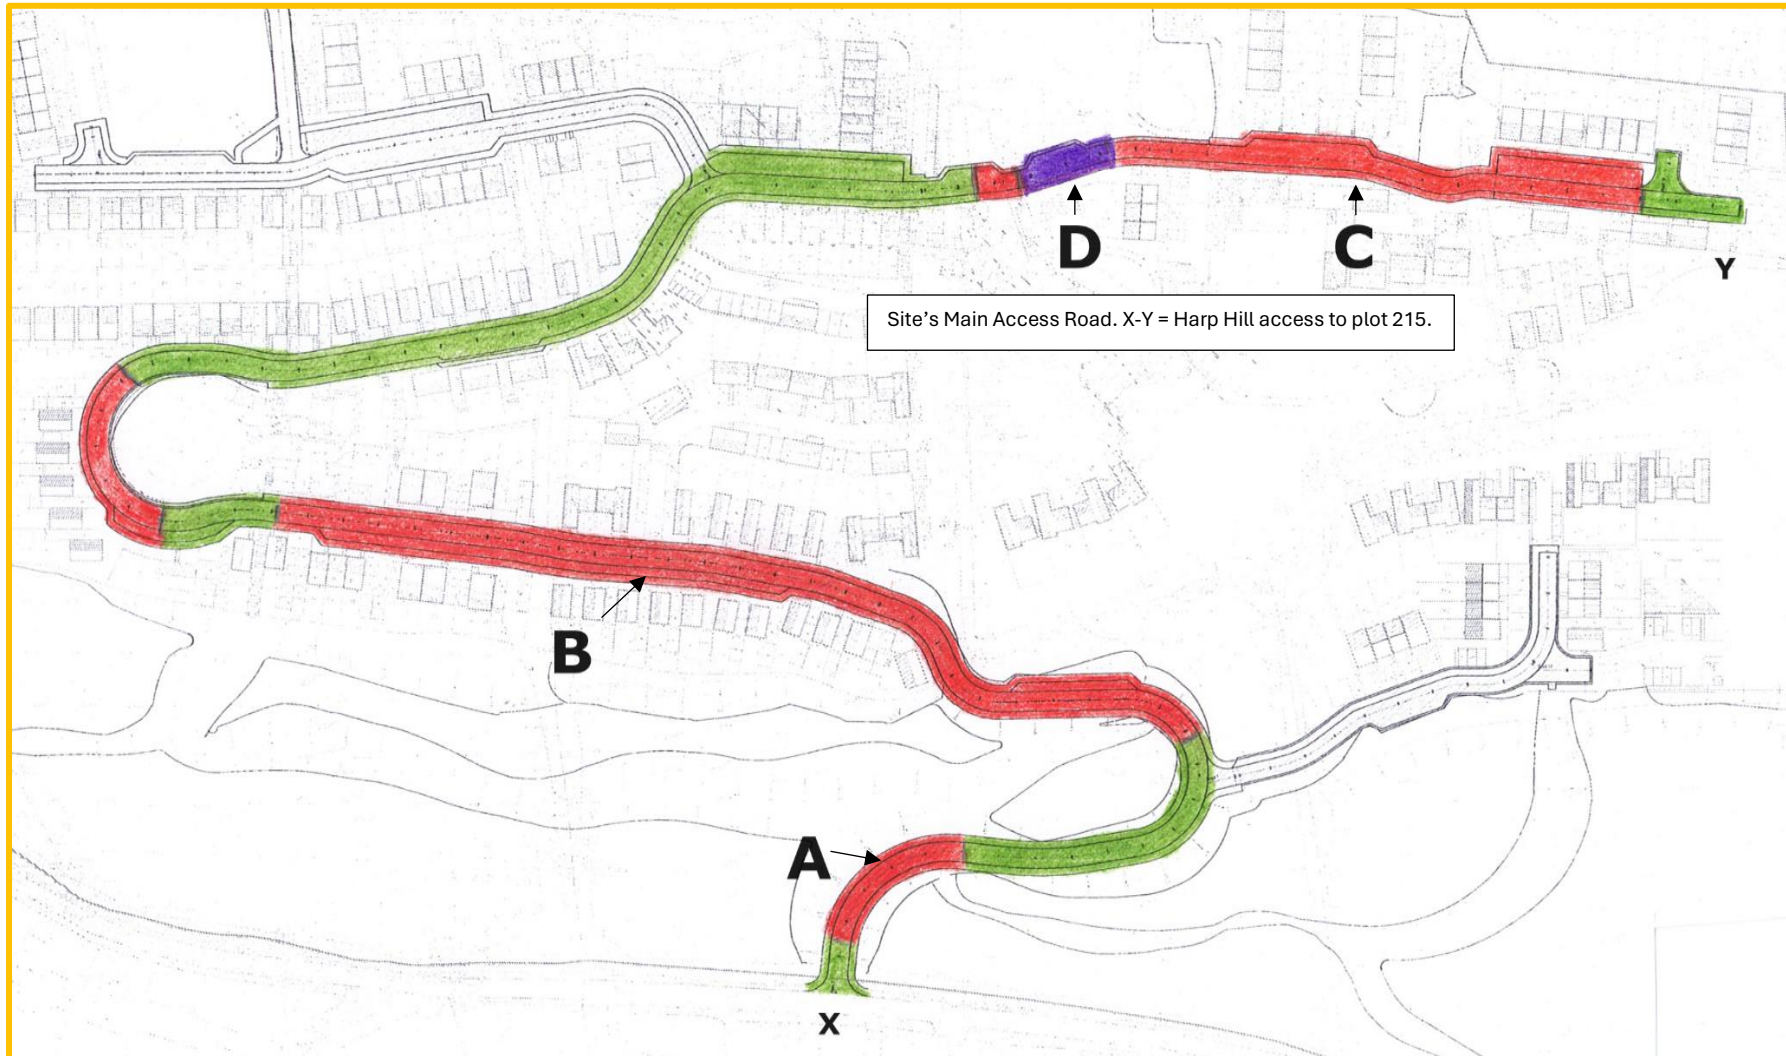 D
C
Y
Site's Main Access Road. X-Y = Harp Hill access to plot 215.
B
A
X